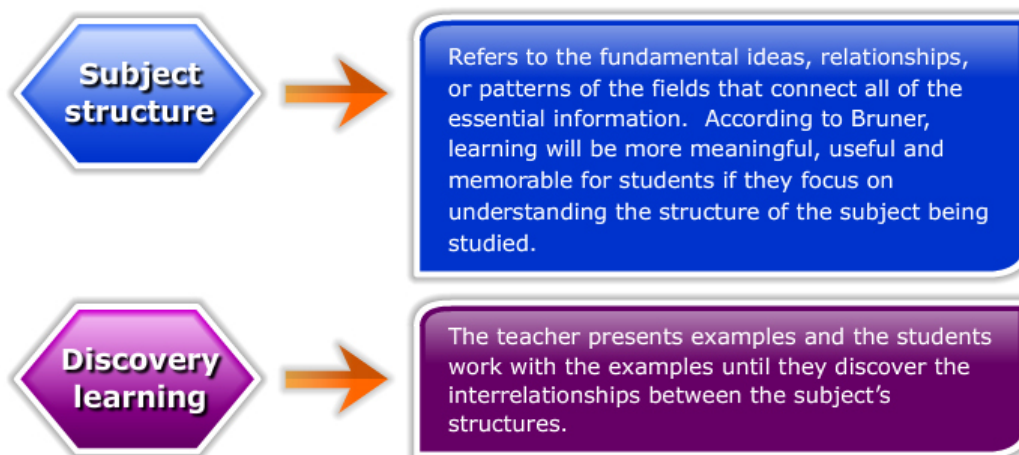 Subject
structure
Refers to the fundamental ideas, relationships,
or patterns of the fields that connect all of the
essential information.  According to Bruner,
learning will be more meaningful, useful and
memorable for students if they focus on
understanding the structure of the subject being
studied.
Discovery
learning
The teacher presents examples and the students
work with the examples until they discover the
interrelationships between the subject's
structures.